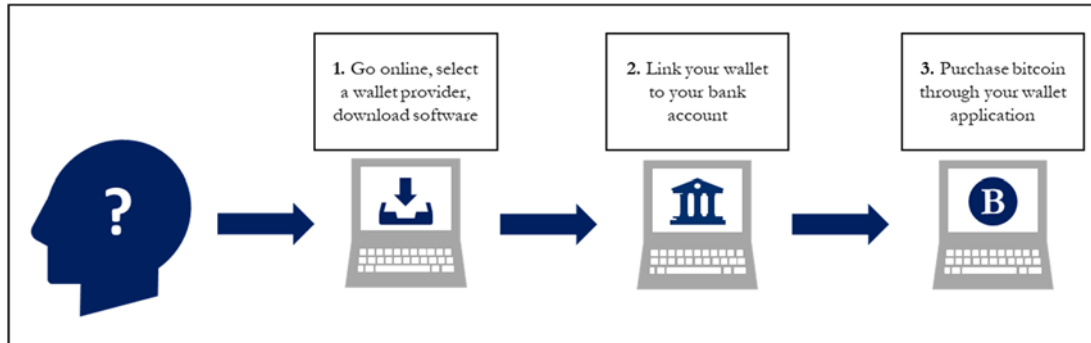 1. Go online, select
a wallet provider,
download software
2. Link your wallet
to your bank
account
3. Purchase bitcoin
through your wallet
application
?
B